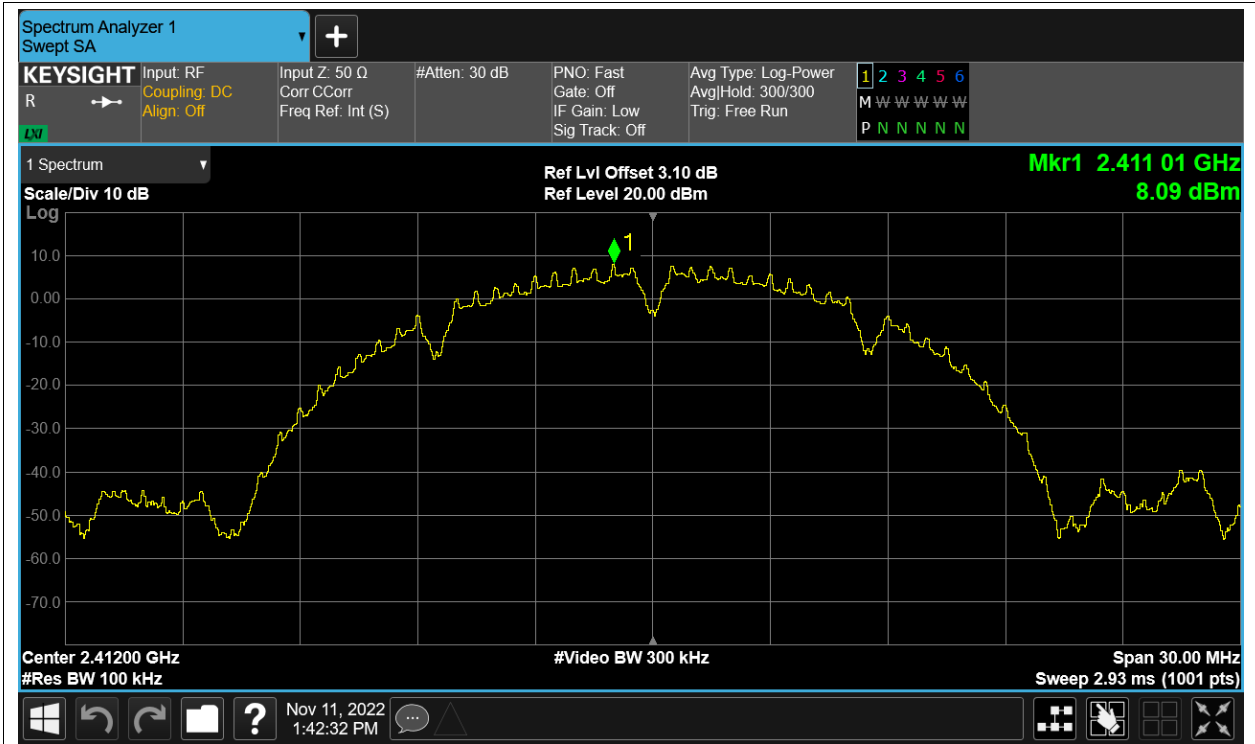 Spectrum Analyzer 1
Swept SA
KEYSIGHT
R
LXI
Input: RF
Coupling: DC
Align: Off
Input Z: 50 Ω
Corr CCorr
Freq Ref: Int (S)
#Atten: 30 dB
PNO: Fast
Gate: Off
IF Gain: Low
Sig Track: Off
Avg Type: Log-Power
Avg|Hold: 300/300
Trig: Free Run
1 2 3 4 5 6
M W W W W W W
P N N N N N
1 Spectrum
Scale/Div 10 dB
Log
Ref Lvl Offset 3.10 dB
Ref Level 20.00 dBm
Mkr1 2.411 01 GHz
8.09 dBm
1
10.0
0.00
-10.0
-20.0
-30.0
-40.0
-50.0
-60.0
-70.0
Center 2.41200 GHz
#Video BW 300 kHz
Span 30.00 MHz
#Res BW 100 kHz
Sweep 2.93 ms (1001 pts)
?
Nov 11, 2022
1:42:32 PM